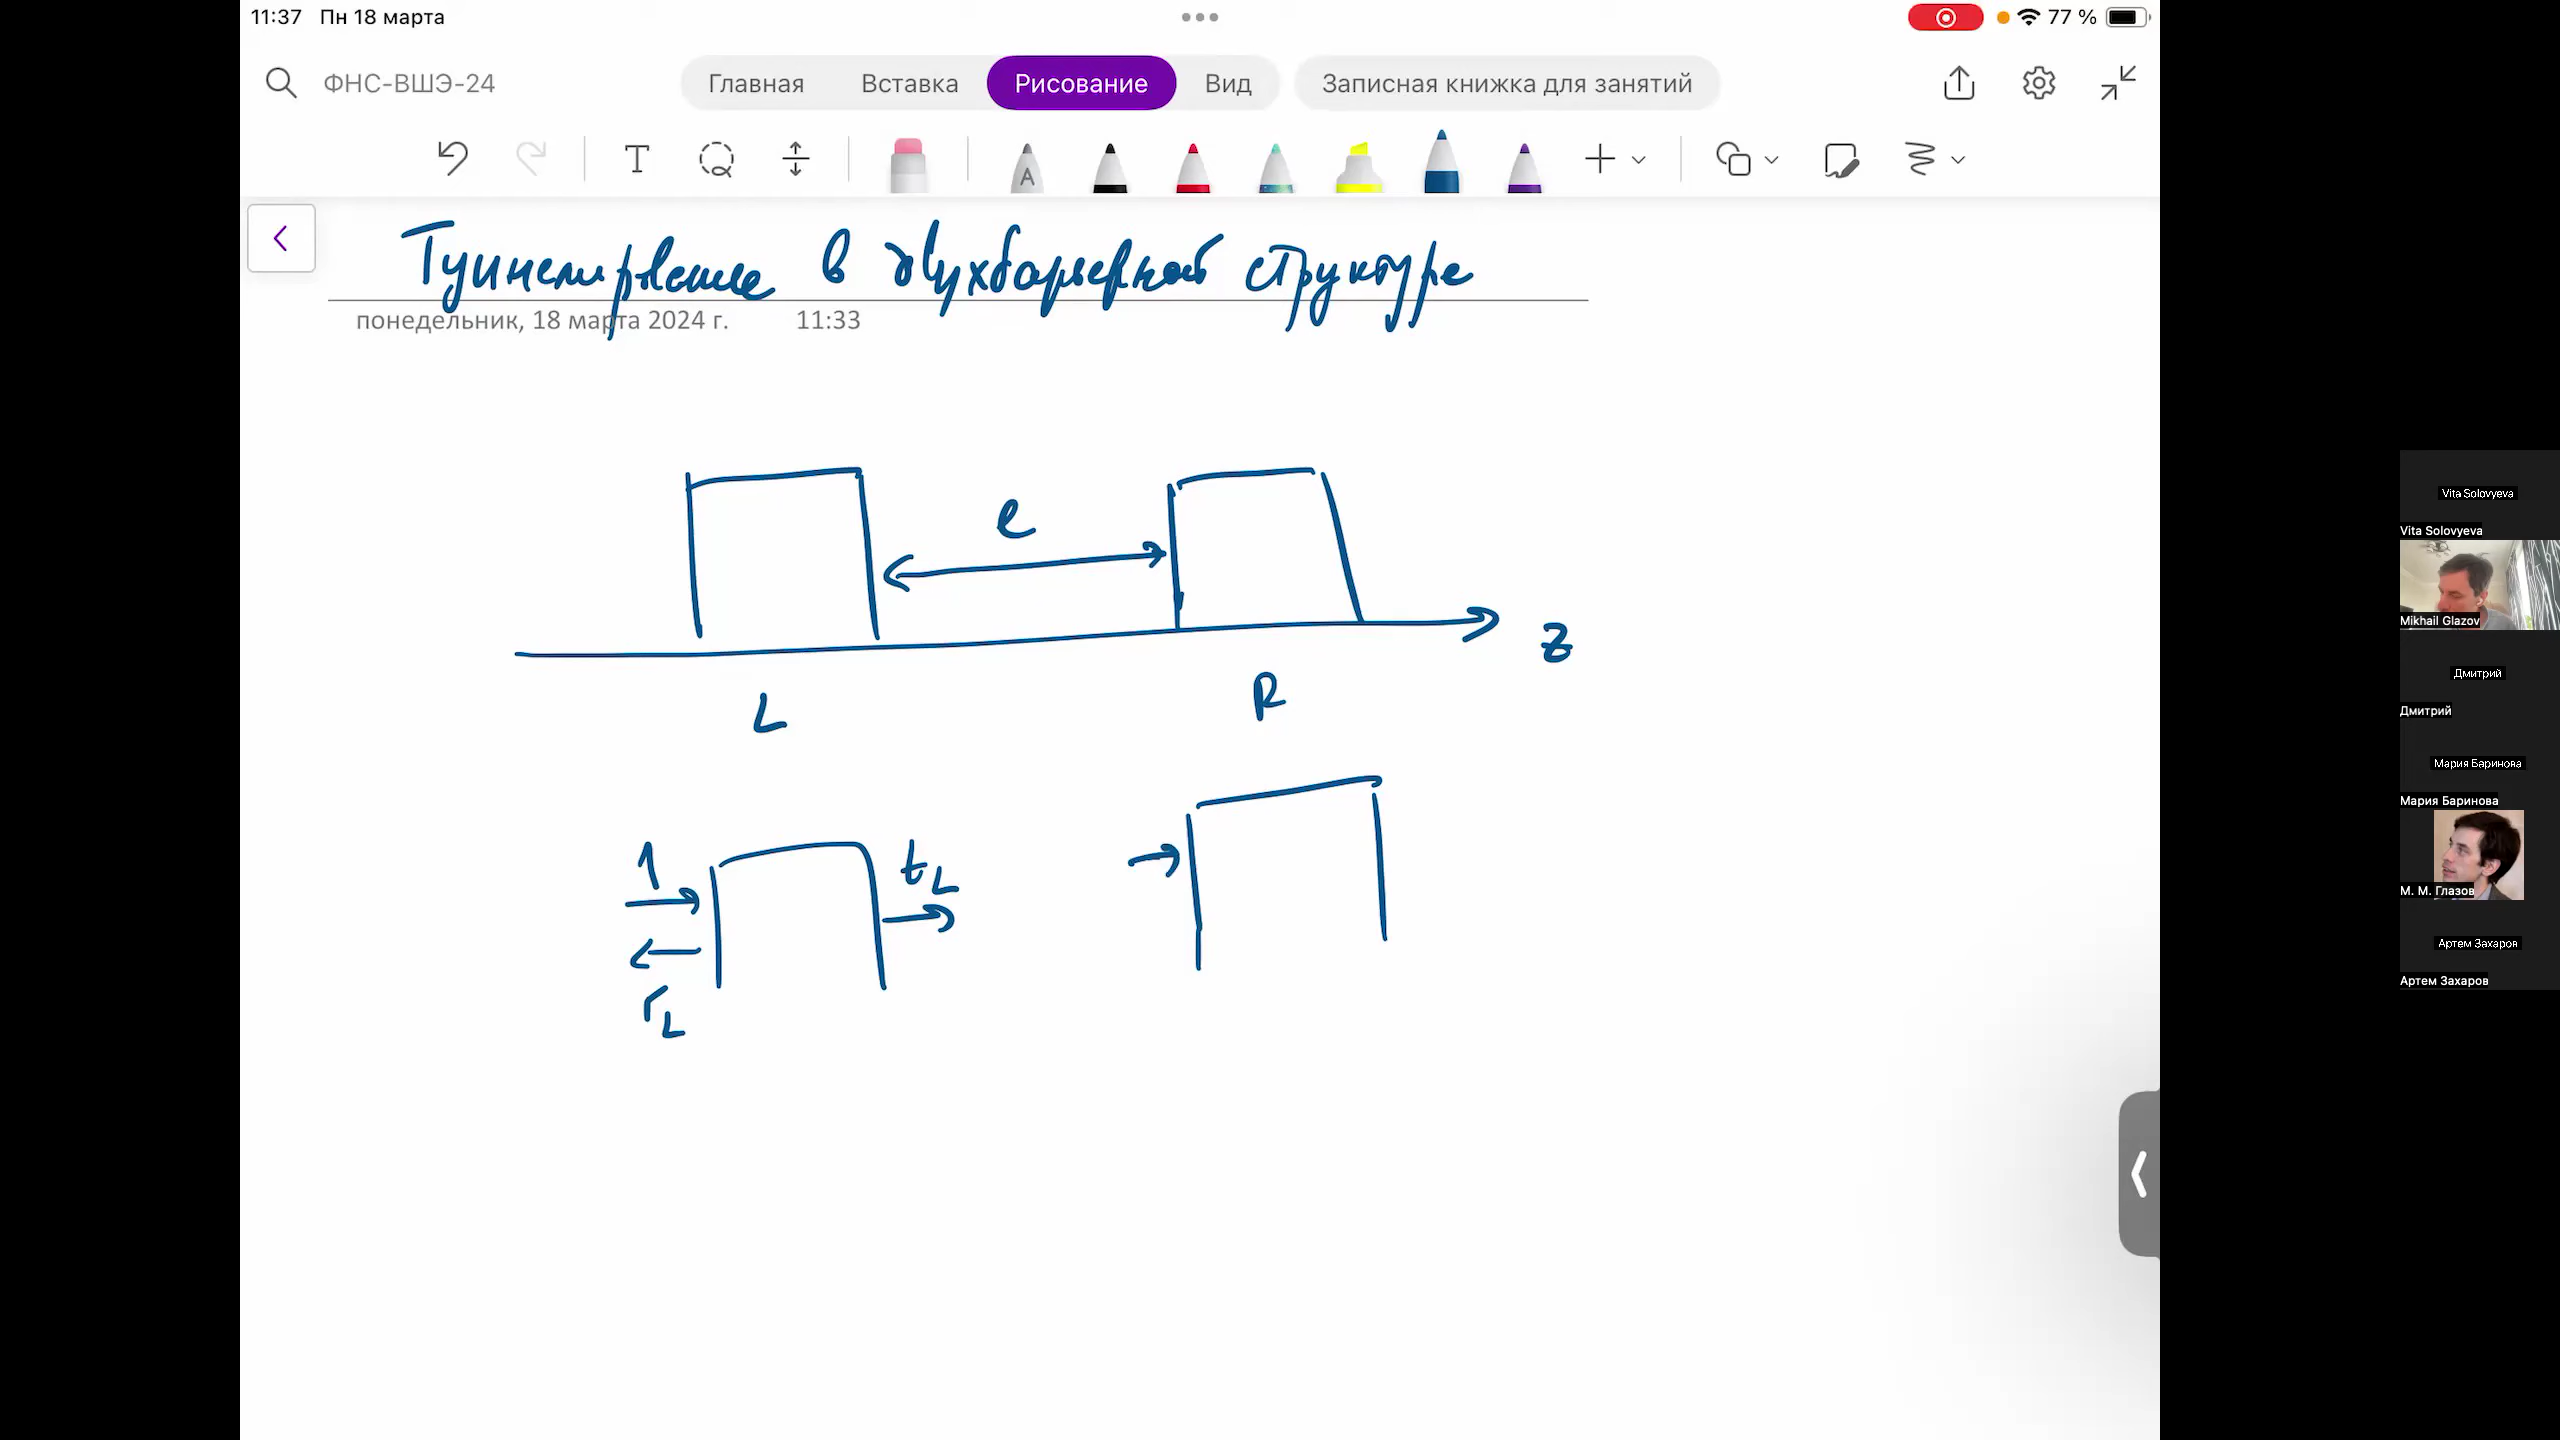 11:37 Пн 18 марта 77 %
ФНС-ВШЭ-24 Главная Вставка Рисование Вид Записная книжка для занятий
T A
Туннелирование в двухбарьерной структуре
понедельник, 18 марта 2024 г. 11:33
l
z
L R
1 t_L
r_L
Vita Solovyeva
Vita Solovyeva
Mikhail Glazov
Дмитрий
Дмитрий
Мария Баринова
Мария Баринова
М. М. Глазов
Артем Захаров
Артем Захаров